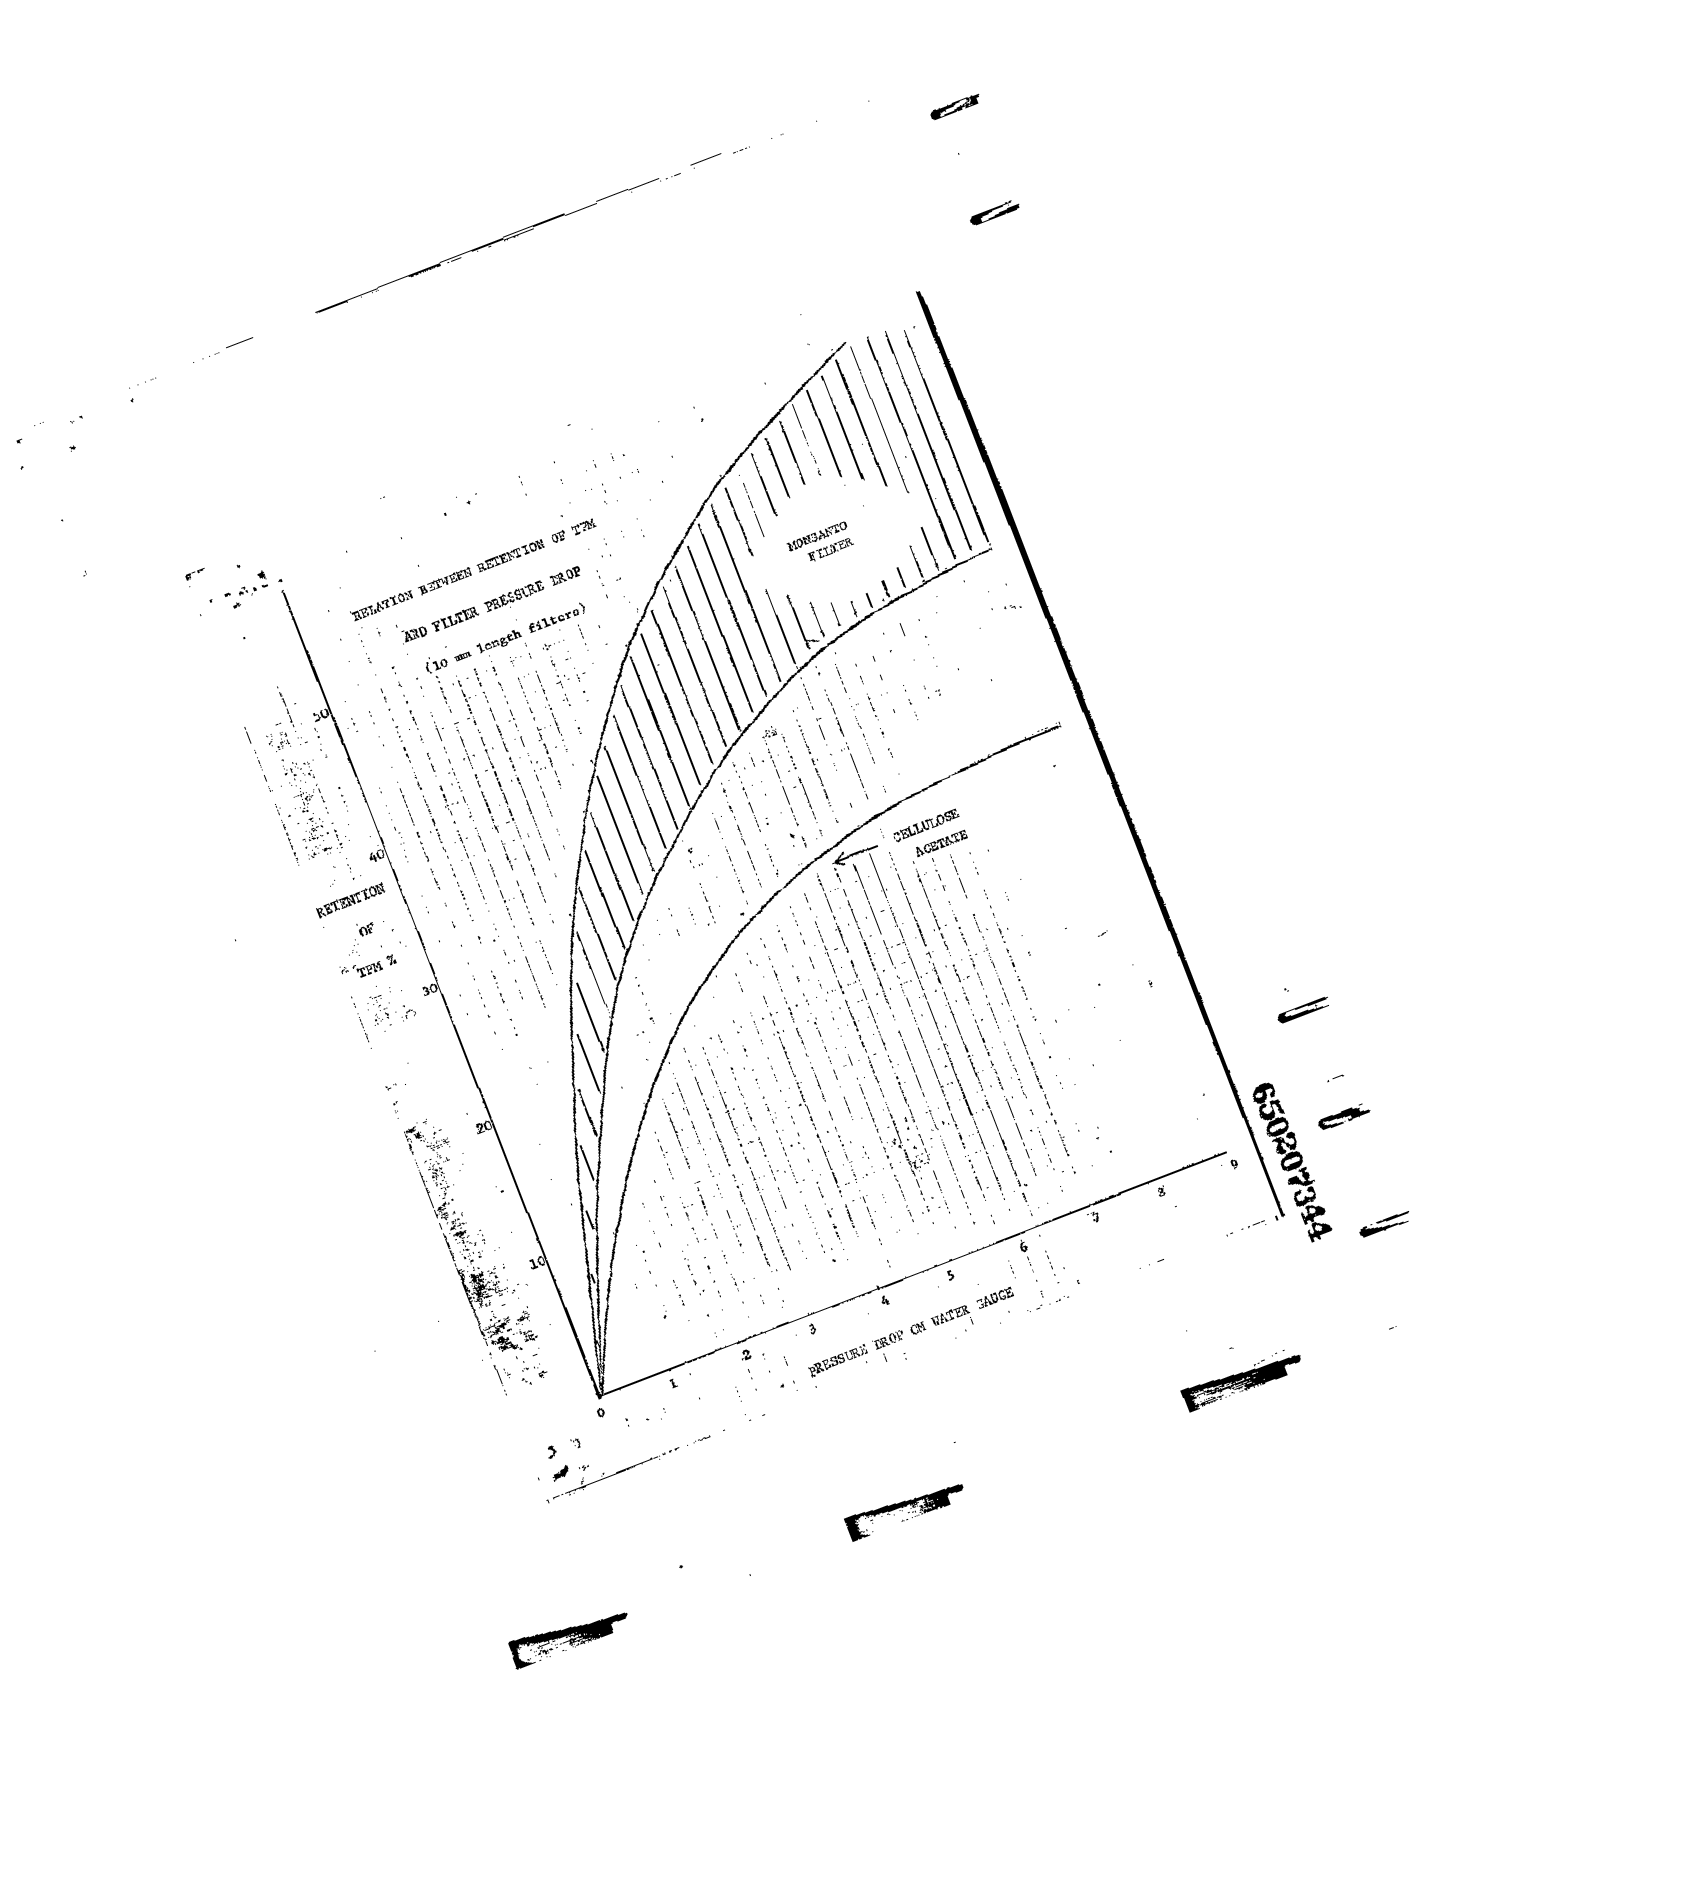 RELATION BETWEEN RETENTION OF TPM
AND FILTER PRESSURE DROP
(10 mm length filters)
MONSANTO
FILTER
CELLULOSE
ACETATE
50
40
RETENTION
OF
TPM %
30
20
10
0
1
2
3
4
5
6
7
8
9
PRESSURE DROP CM WATER GAUGE
650207344